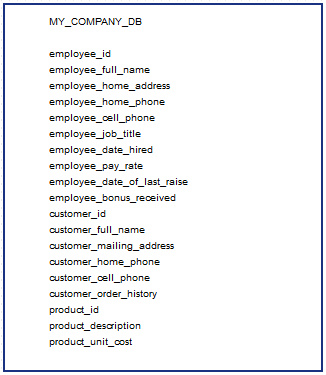 MY_COMPANY_DB
employee_id
employee_full_name
employee_home_address
employee_home_phone
employee_cell_phone
employee_job_title
employee_date_hired
employee_pay_rate
employee_date_of_last_raise
employee_bonus_received
customer_id
customer_full_name
customer_mailing_address
customer_home_phone
customer_cell_phone
customer_order_history
product_id
product_description
product_unit_cost